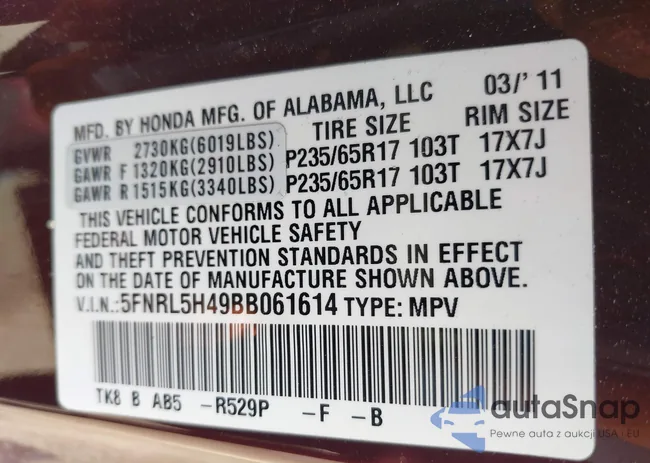 MFD. BY HONDA MFG. OF ALABAMA, LLC 03/'11
TIRE SIZE RIM SIZE
GVWR 2730KG(6019LBS)
GAWR F 1320KG(2910LBS) P235/65R17 103T 17X7J
GAWR R 1515KG(3340LBS) P235/65R17 103T 17X7J
THIS VEHICLE CONFORMS TO ALL APPLICABLE
FEDERAL MOTOR VEHICLE SAFETY
AND THEFT PREVENTION STANDARDS IN EFFECT
ON THE DATE OF MANUFACTURE SHOWN ABOVE.
V.I.N.:5FNRL5H49BB061614 TYPE: MPV
TK8 B AB5 -R529P -F -B
autaSnap
Pewne auta z aukcji USA i EU